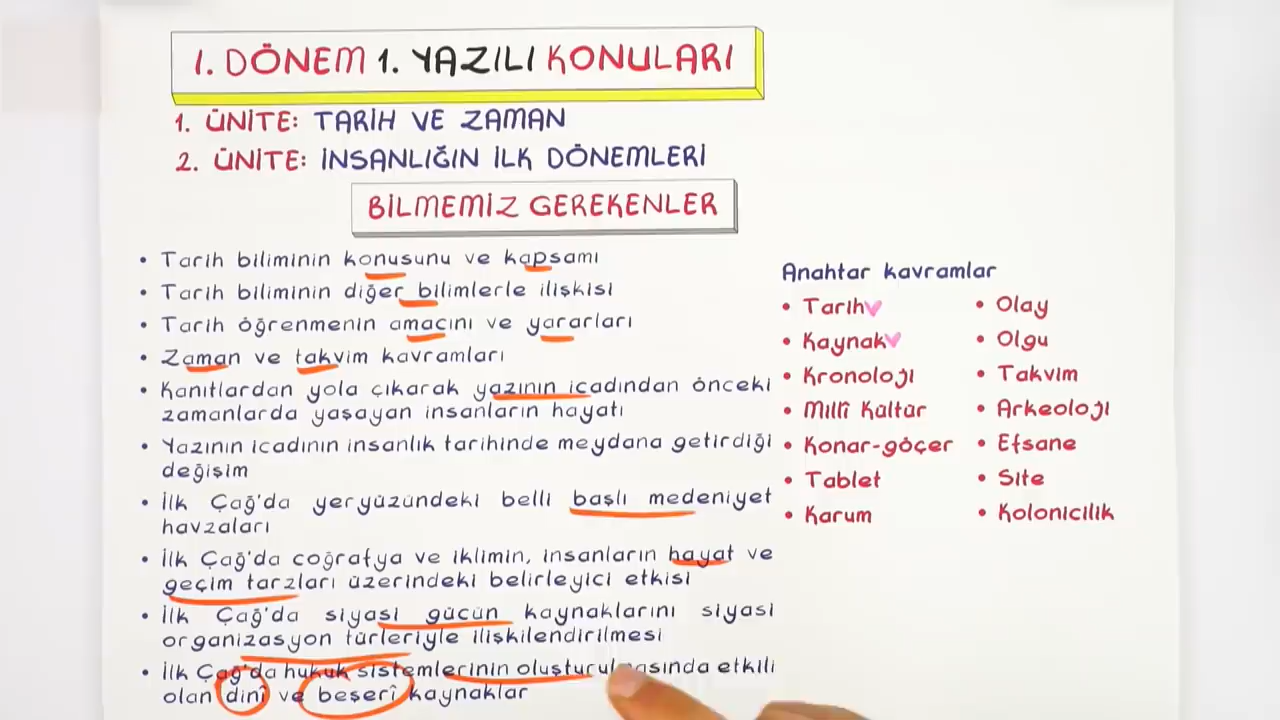 1. DÖNEM 1. YAZILI KONULARI
1. ÜNİTE: TARİH VE ZAMAN
2. ÜNİTE: İNSANLIĞIN İLK DÖNEMLERİ
BİLMEMİZ GEREKENLER
• Tarih biliminin konusunu ve kapsamı
• Tarih biliminin diğer bilimlerle ilişkisi
• Tarih öğrenmenin amacını ve yararları
• Zaman ve takvim kavramları
• Kanıtlardan yola çıkarak yazının icadından önceki
zamanlarda yaşayan insanların hayatı
• Yazının icadının insanlık tarihinde meydana getirdiği
değişim
• İlk Çağ'da yeryüzündeki belli başlı medeniyet
havzaları
• İlk Çağ'da coğrafya ve iklimin, insanların hayat ve
geçim tarzları üzerindeki belirleyici etkisi
• İlk Çağ'da siyasi gücün kaynaklarını siyasi
organizasyon türleriyle ilişkilendirilmesi
• İlk Çağ'da hukuk sistemlerinin oluşturulmasında etkili
olan dinî ve beşerî kaynaklar
Anahtar kavramlar
• Tarih
• Kaynak
• Kronoloji
• Millî Kültür
• Konar-göçer
• Tablet
• Karum
• Olay
• Olgu
• Takvim
• Arkeoloji
• Efsane
• Site
• Kolonicilik